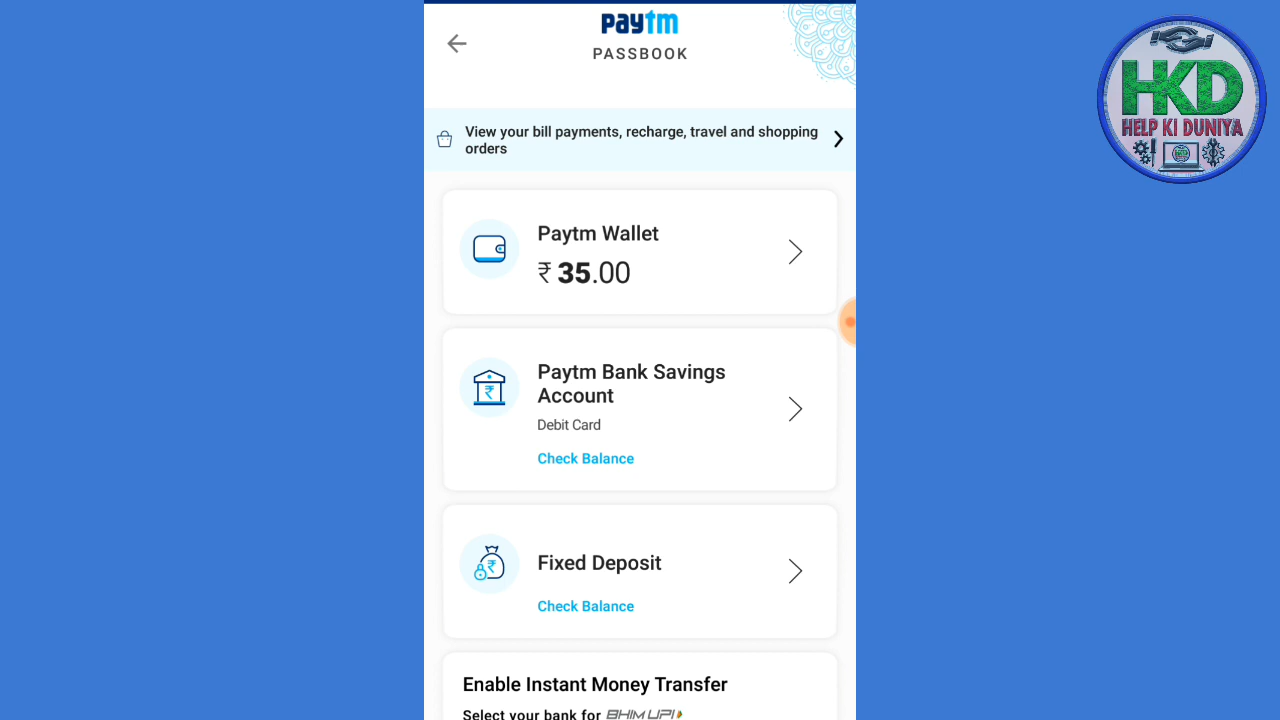 paytm
PASSBOOK
HKD
HELP KI DUNIYA
View your bill payments, recharge, travel and shopping
orders
Paytm Wallet
₹ 35.00
Paytm Bank Savings
Account
Debit Card
Check Balance
Fixed Deposit
Check Balance
Enable Instant Money Transfer
Select your bank for BHIM UPI